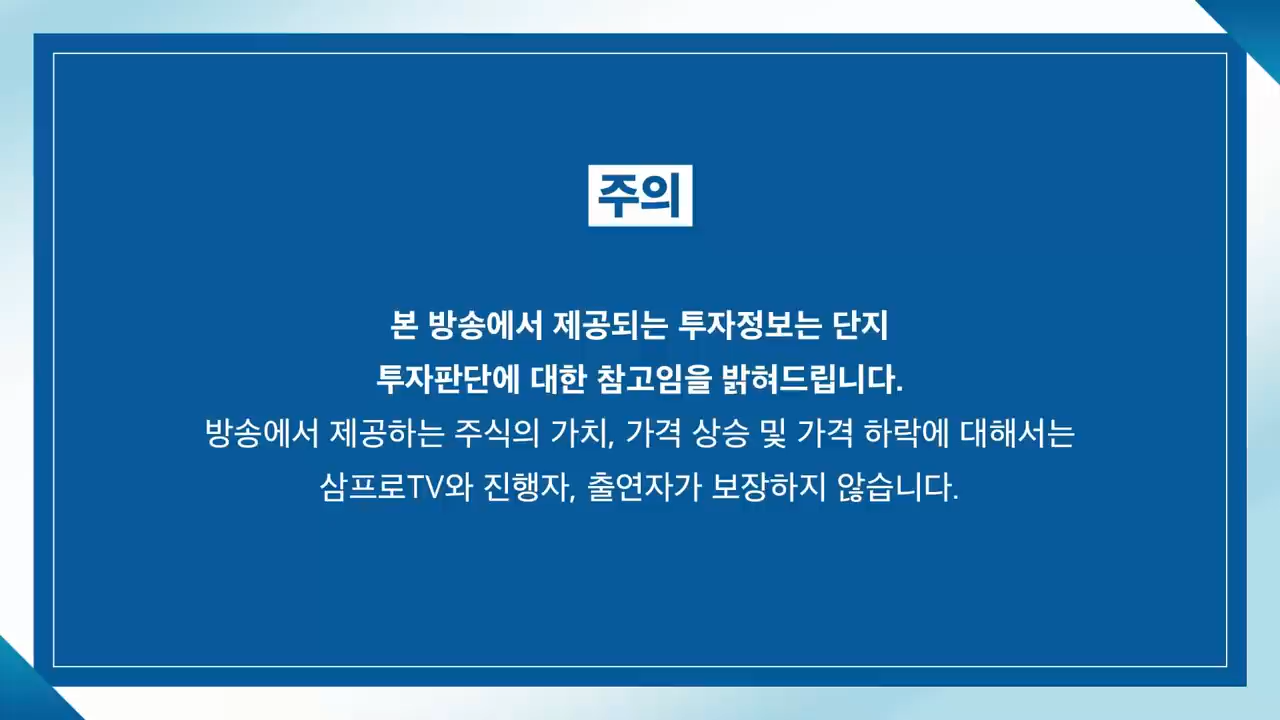 주의
본 방송에서 제공되는 투자정보는 단지
투자판단에 대한 참고임을 밝혀드립니다.
방송에서 제공하는 주식의 가치, 가격 상승 및 가격 하락에 대해서는
삼프로TV와 진행자, 출연자가 보장하지 않습니다.